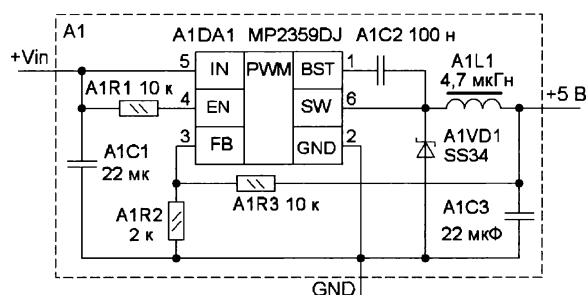 A1
A1DA1 MP2359DJ A1C2 100 н
+Vin
5 IN PWM BST 1
A1L1
4,7 мкГн
A1R1 10 к
4 EN SW 6
+5 В
3 FB GND 2
A1C1
22 мк
A1VD1
SS34
A1R3 10 к
A1R2
2 к
A1C3
22 мкФ
GND